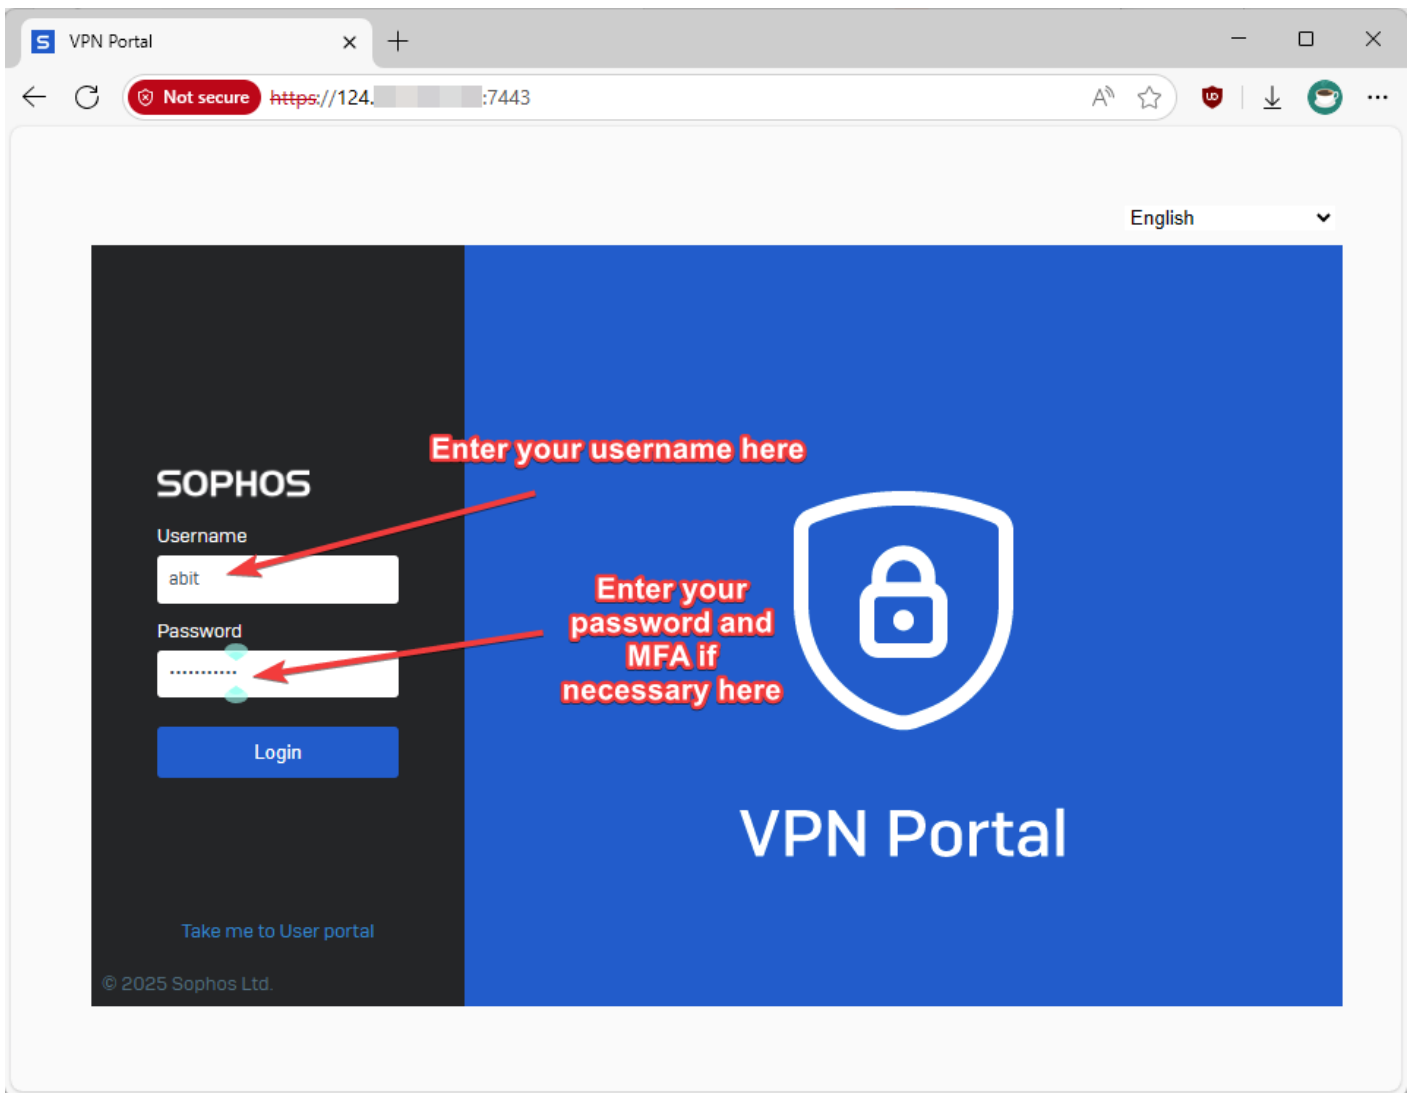 VPN Portal
Not secure https://124. :7443
English
Enter your username here
SOPHOS
Username
abit
Enter your
password and
MFA if
necessary here
Password
Login
VPN Portal
Take me to User portal
© 2025 Sophos Ltd.